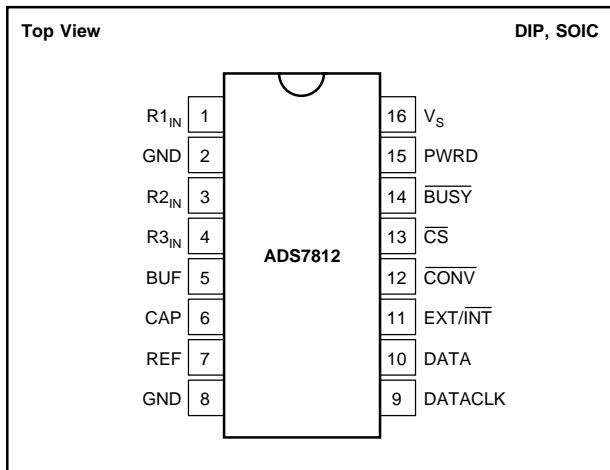 Top View
DIP, SOIC
R1IN 1
GND 2
R2IN 3
R3IN 4
BUF 5
CAP 6
REF 7
GND 8
ADS7812
16 VS
15 PWRD
14 BUSY
13 CS
12 CONV
11 EXT/INT
10 DATA
9 DATACLK